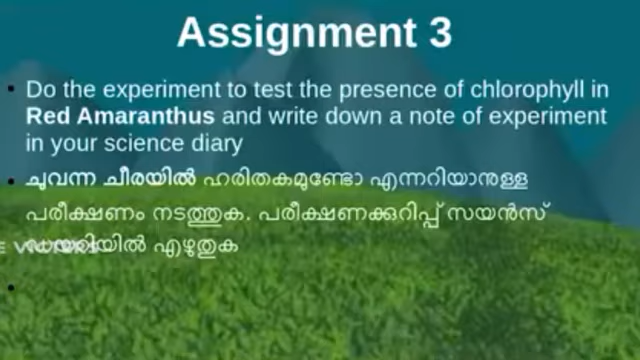 Assignment 3
Do the experiment to test the presence of chlorophyll in
Red Amaranthus and write down a note of experiment
in your science diary
ചുവന്ന ചീരയിൽ ഹരിതകമുണ്ടോ എന്നറിയാനുള്ള
പരീക്ഷണം നടത്തുക. പരീക്ഷണക്കുറിപ്പ് സയൻസ്
ഡയറിയിൽ എഴുതുക